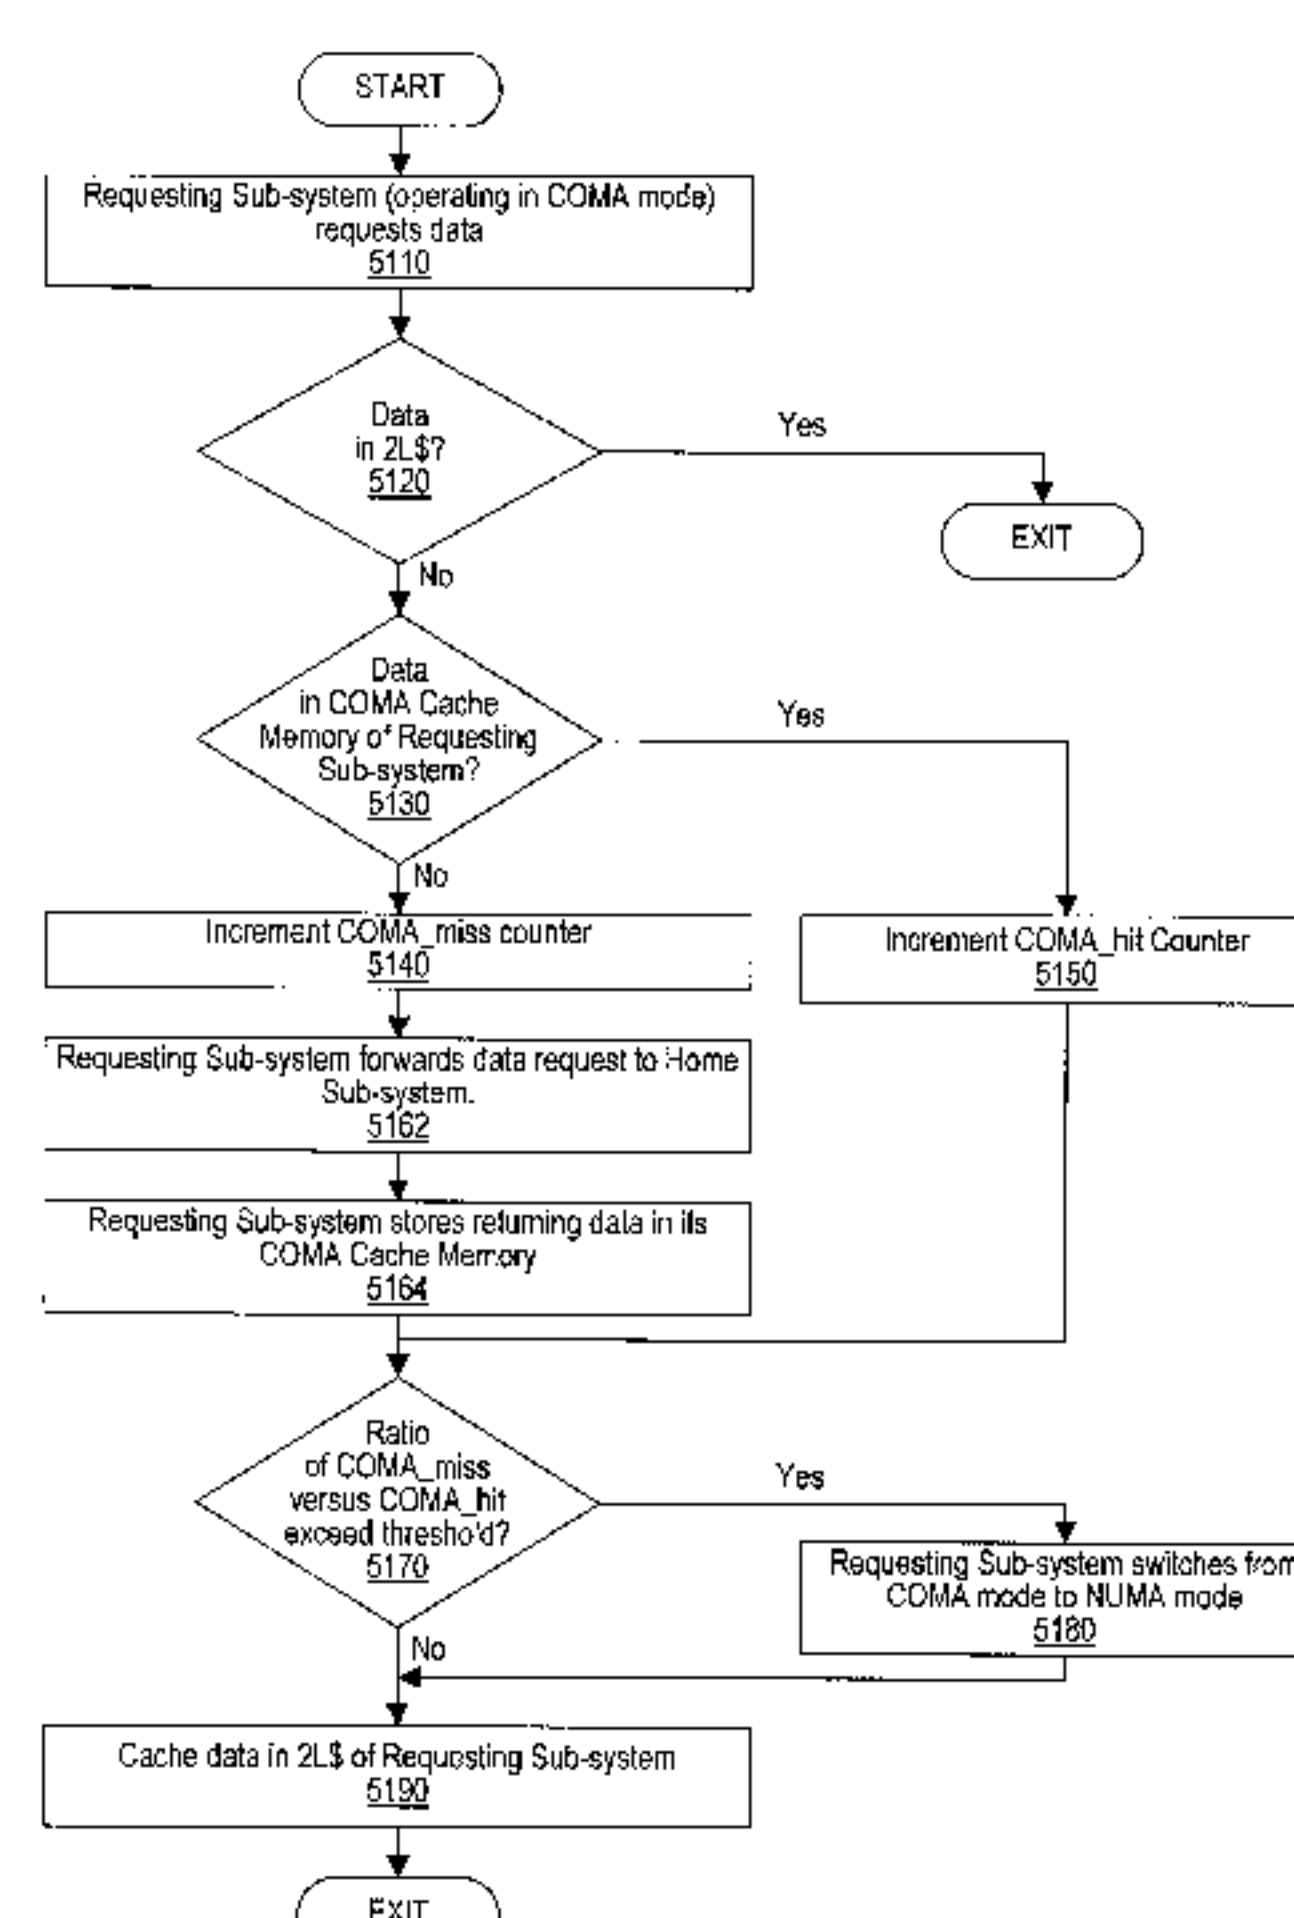 START
Requesting Sub-system (operating in COMA mode)
requests data
5110
Data
in 2L$?
5120
Yes
EXIT
No
Data
in COMA Cache
Memory of Requesting
Sub-system?
5130
Yes
No
Increment COMA_miss counter
5140
Increment COMA_hit Counter
5150
Requesting Sub-system forwards data request to Home
Sub-system.
5162
Requesting Sub-system stores returning data in its
COMA Cache Memory
5164
Ratio
of COMA_miss
versus COMA_hit
exceed threshold?
5170
Yes
Requesting Sub-system switches from
COMA mode to NUMA mode
5180
No
Cache data in 2L$ of Requesting Sub-system
5190
EXIT